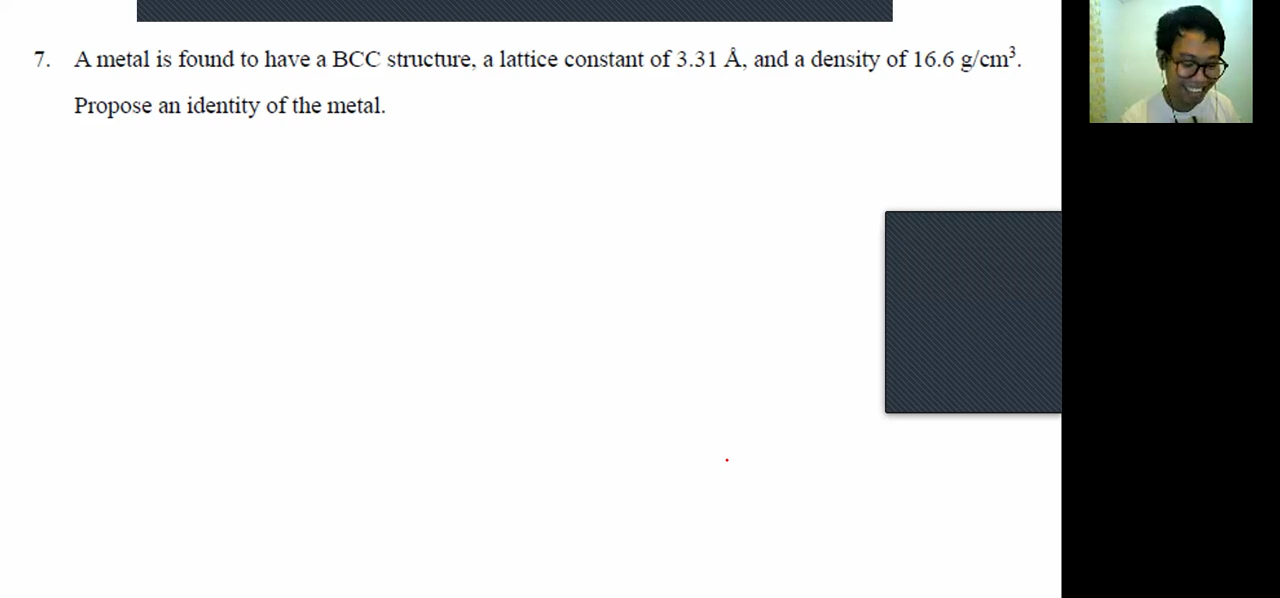 7. A metal is found to have a BCC structure, a lattice constant of 3.31 Å, and a density of 16.6 g/cm³.
Propose an identity of the metal.